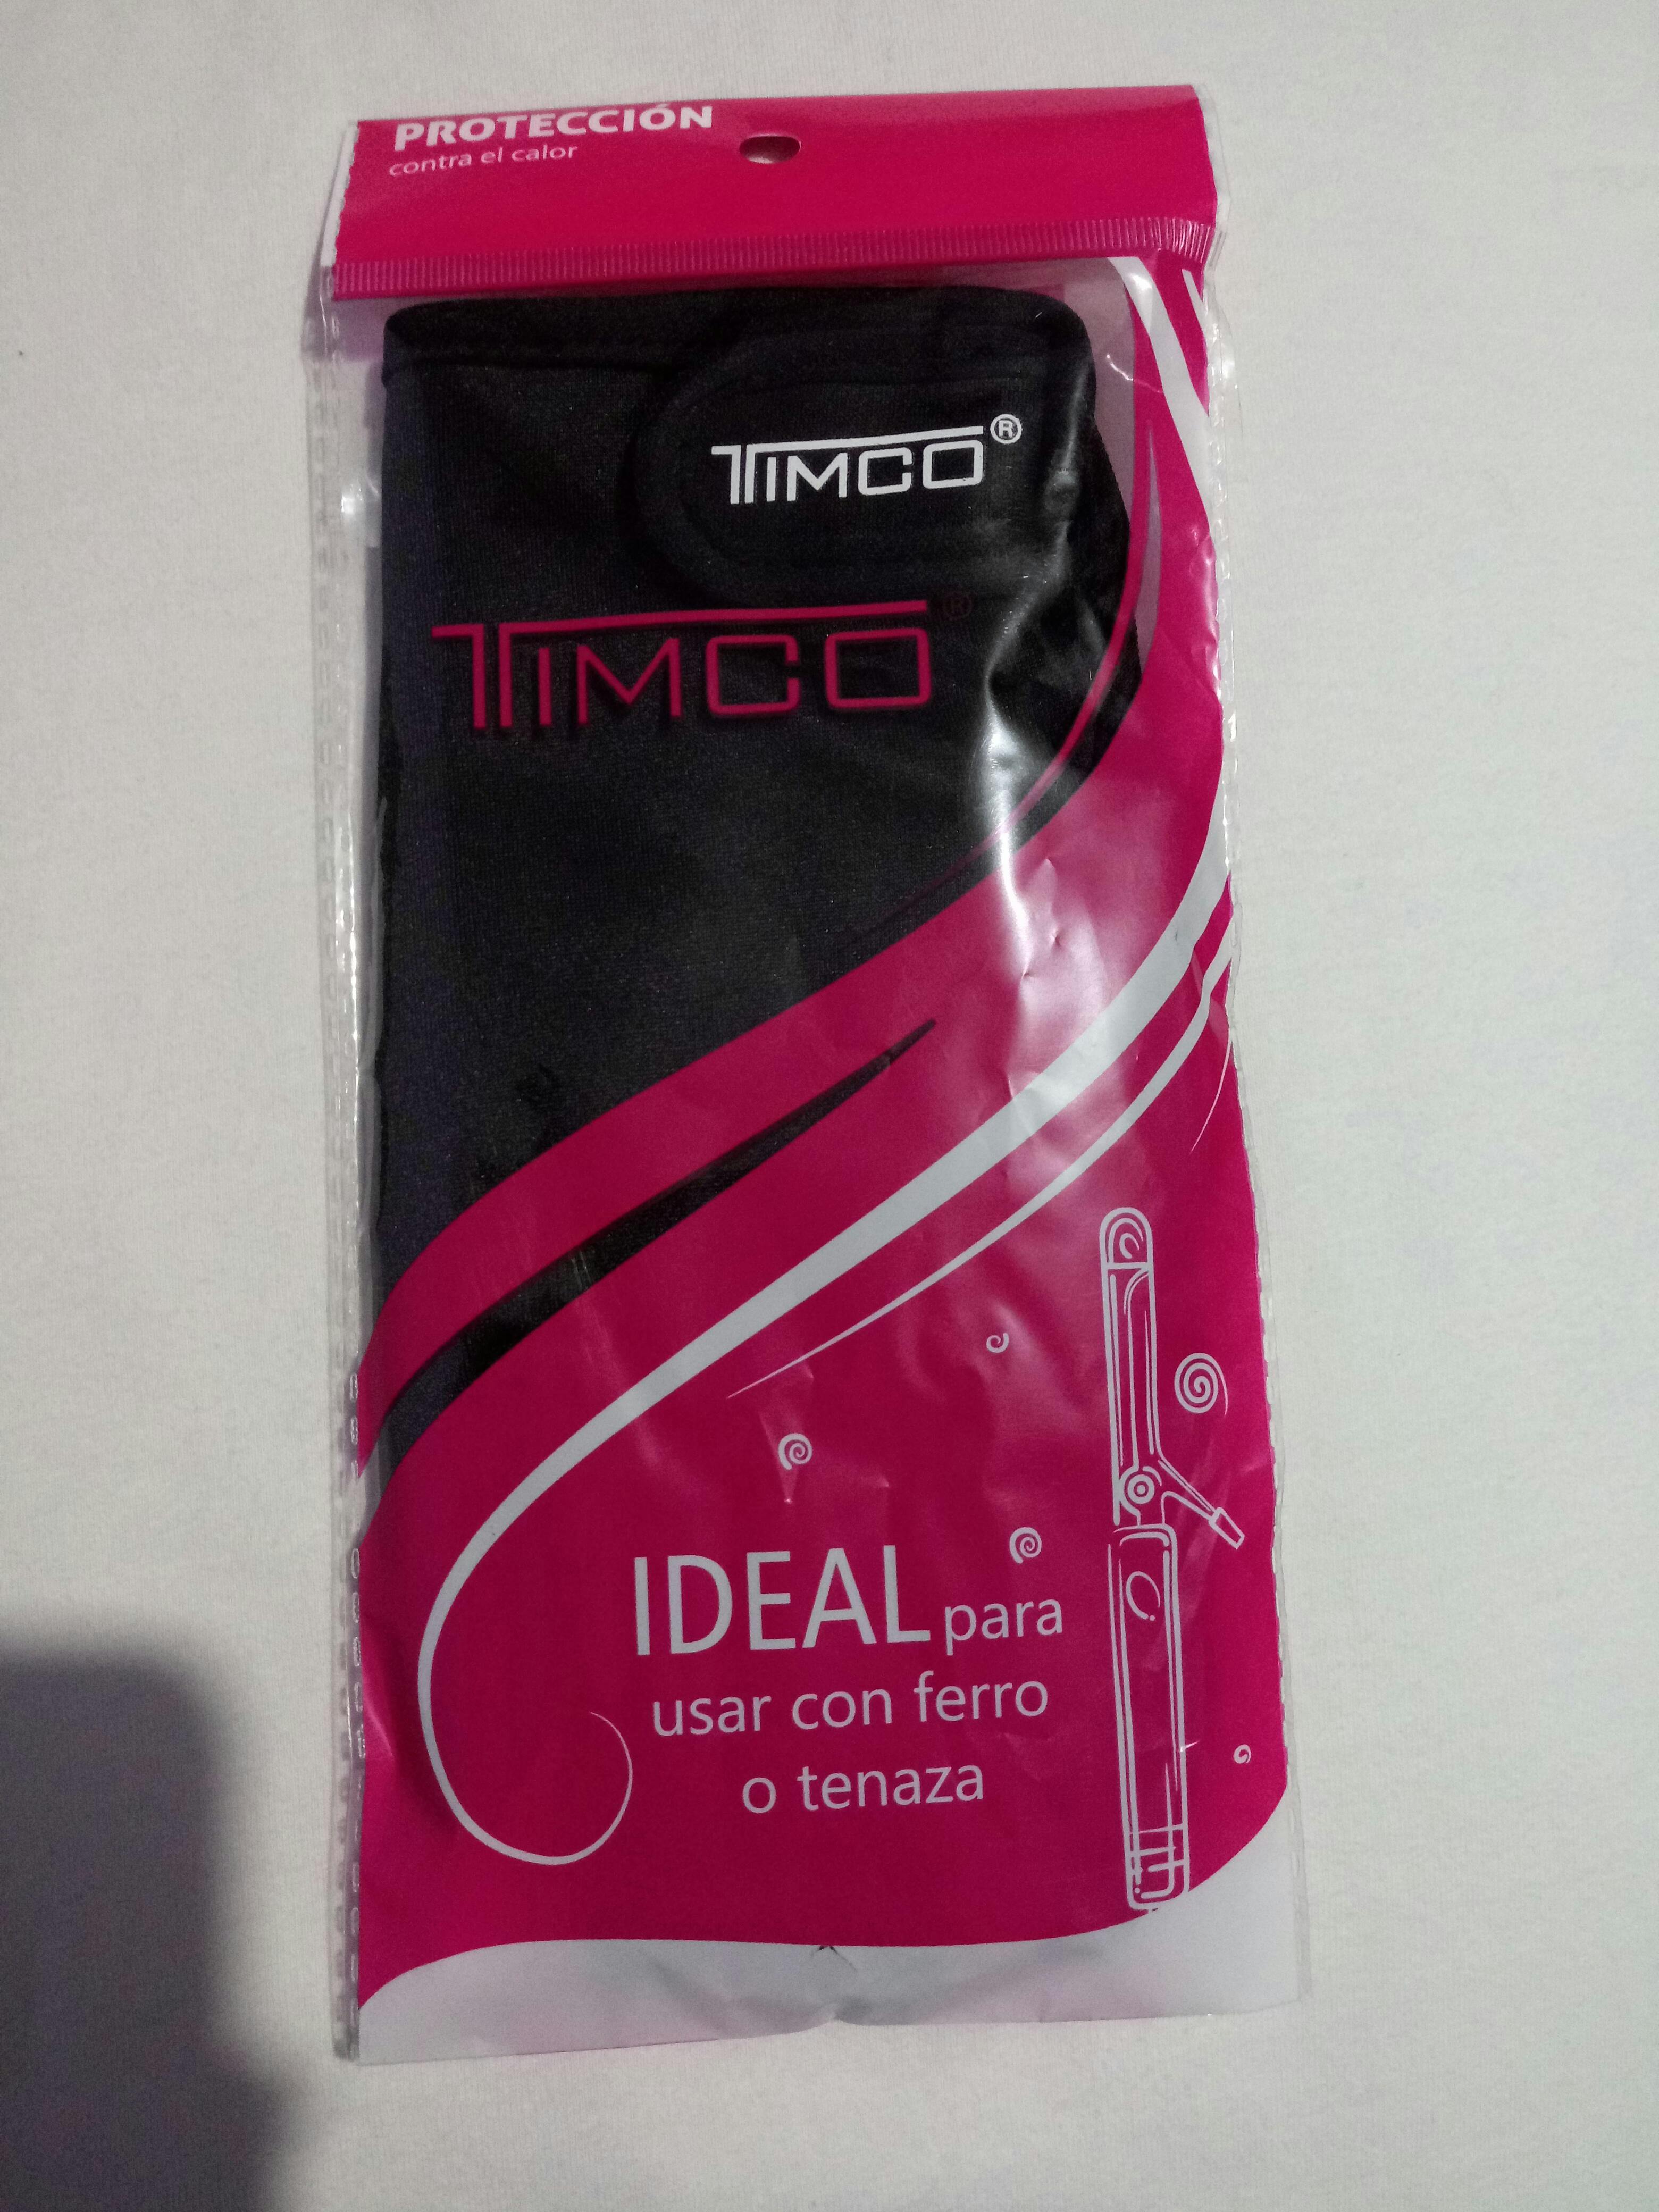 PROTECCIÓN
contra el calor
TIMCO®
TIMCO®
IDEAL para
usar con ferro
o tenaza